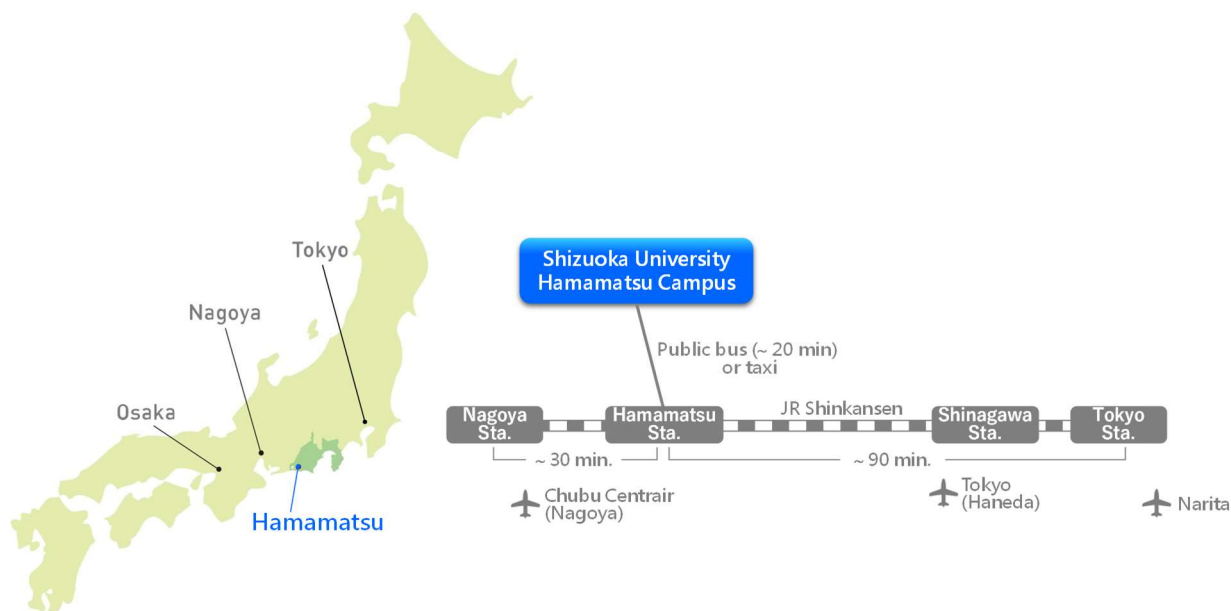 Tokyo
Nagoya
Osaka
Hamamatsu
Shizuoka University
Hamamatsu Campus
Public bus (~ 20 min)
or taxi
Nagoya
Sta.
Hamamatsu
Sta.
JR Shinkansen
Shinagawa
Sta.
Tokyo
Sta.
~ 30 min.
~ 90 min.
Chubu Centrair
(Nagoya)
Tokyo
(Haneda)
Narita